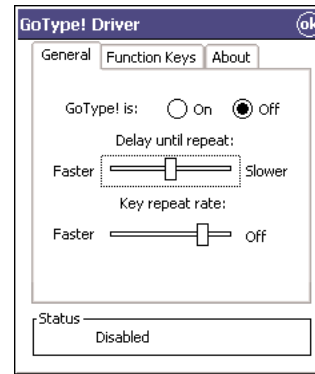 GoType! Driver ok
General Function Keys About
GoType! is: On Off
Delay until repeat:
Faster Slower
Key repeat rate:
Faster Off
Status
Disabled